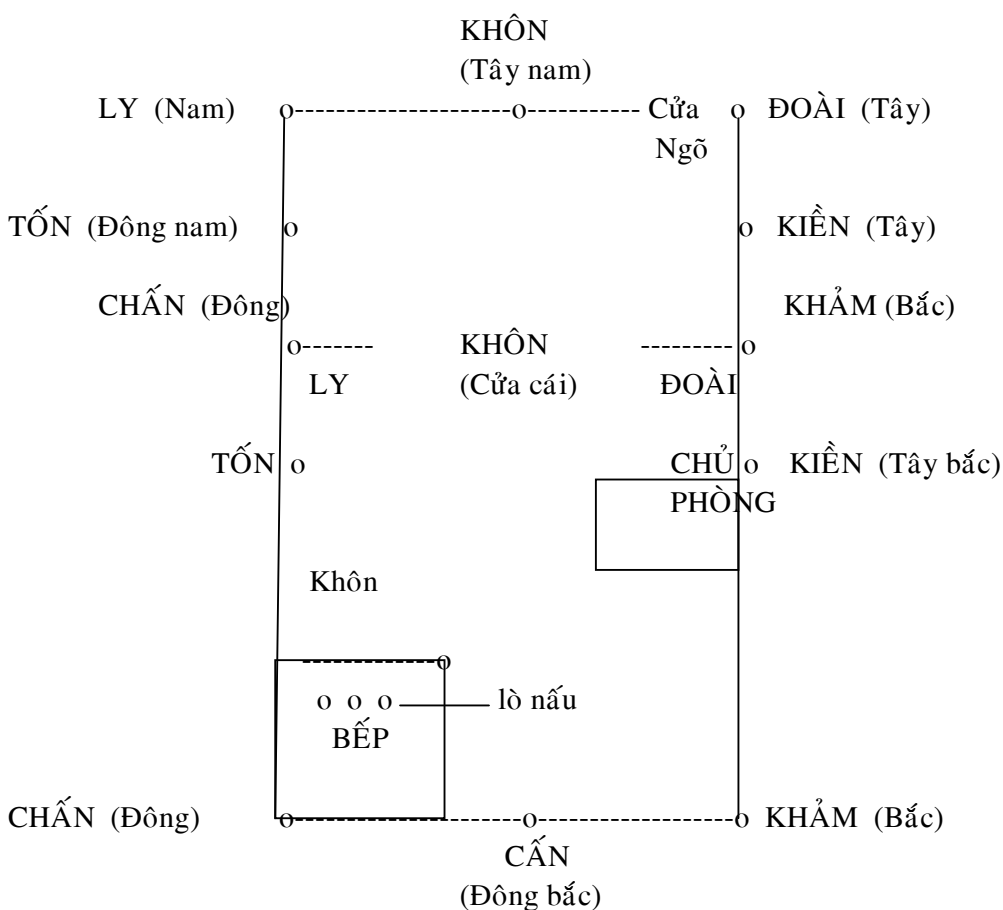 KHÔN
(Tây nam)
LY (Nam) o-------------------o---------- Cửa o ĐOÀI (Tây)
Ngõ
TỐN (Đông nam) o o KIỀN (Tây)
CHẤN (Đông) KHẢM (Bắc)
o------ KHÔN --------o
LY (Cửa cái) ĐOÀI
TỐN o CHỦ o KIỀN (Tây bắc)
PHÒNG
Khôn
------------o
o o o lò nấu
BẾP
CHẤN (Đông) o--------------------o-----------------o KHẢM (Bắc)
CẤN
(Đông bắc)